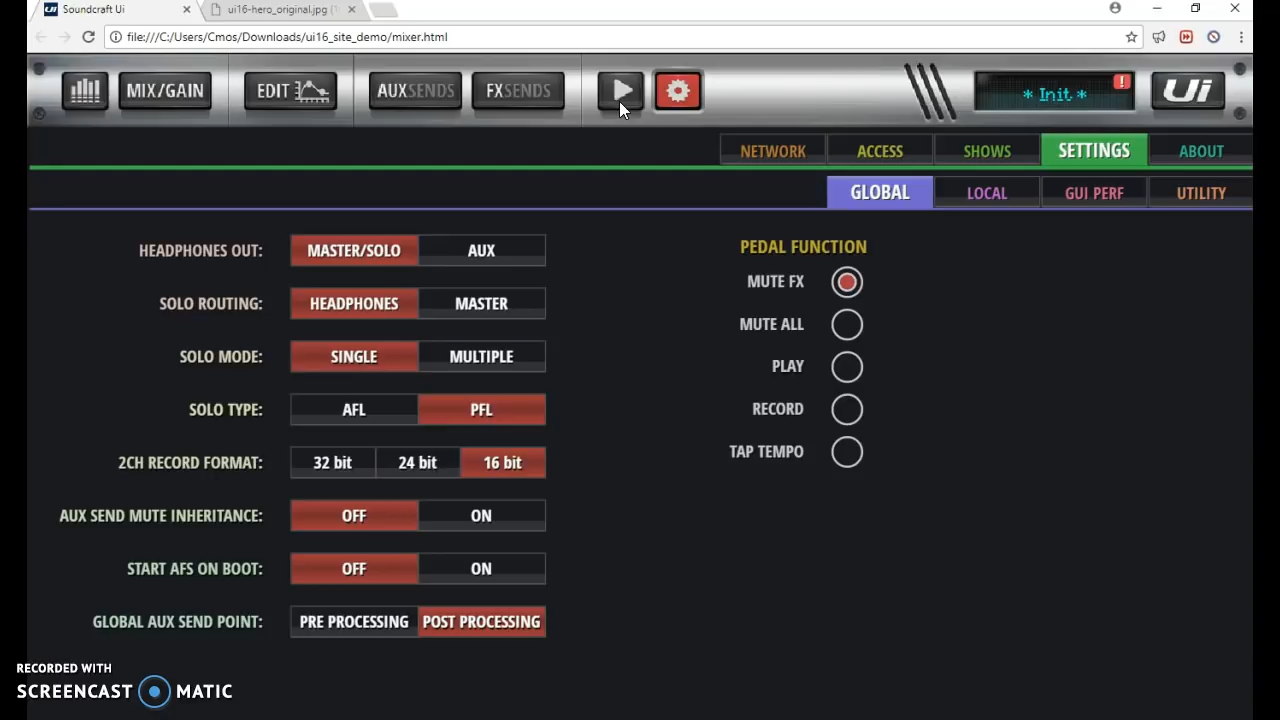 Soundcraft Ui
ui16-hero_original.jpg (1
file:///C:/Users/Cmos/Downloads/ui16_site_demo/mixer.html
MIX/GAIN
EDIT
AUXSENDS
FXSENDS
* Init *
!
Ui
NETWORK
ACCESS
SHOWS
SETTINGS
ABOUT
GLOBAL
LOCAL
GUI PERF
UTILITY
HEADPHONES OUT: MASTER/SOLO AUX
SOLO ROUTING: HEADPHONES MASTER
SOLO MODE: SINGLE MULTIPLE
SOLO TYPE: AFL PFL
2CH RECORD FORMAT: 32 bit 24 bit 16 bit
AUX SEND MUTE INHERITANCE: OFF ON
START AFS ON BOOT: OFF ON
GLOBAL AUX SEND POINT: PRE PROCESSING POST PROCESSING
PEDAL FUNCTION
MUTE FX
MUTE ALL
PLAY
RECORD
TAP TEMPO
RECORDED WITH
SCREENCAST MATIC